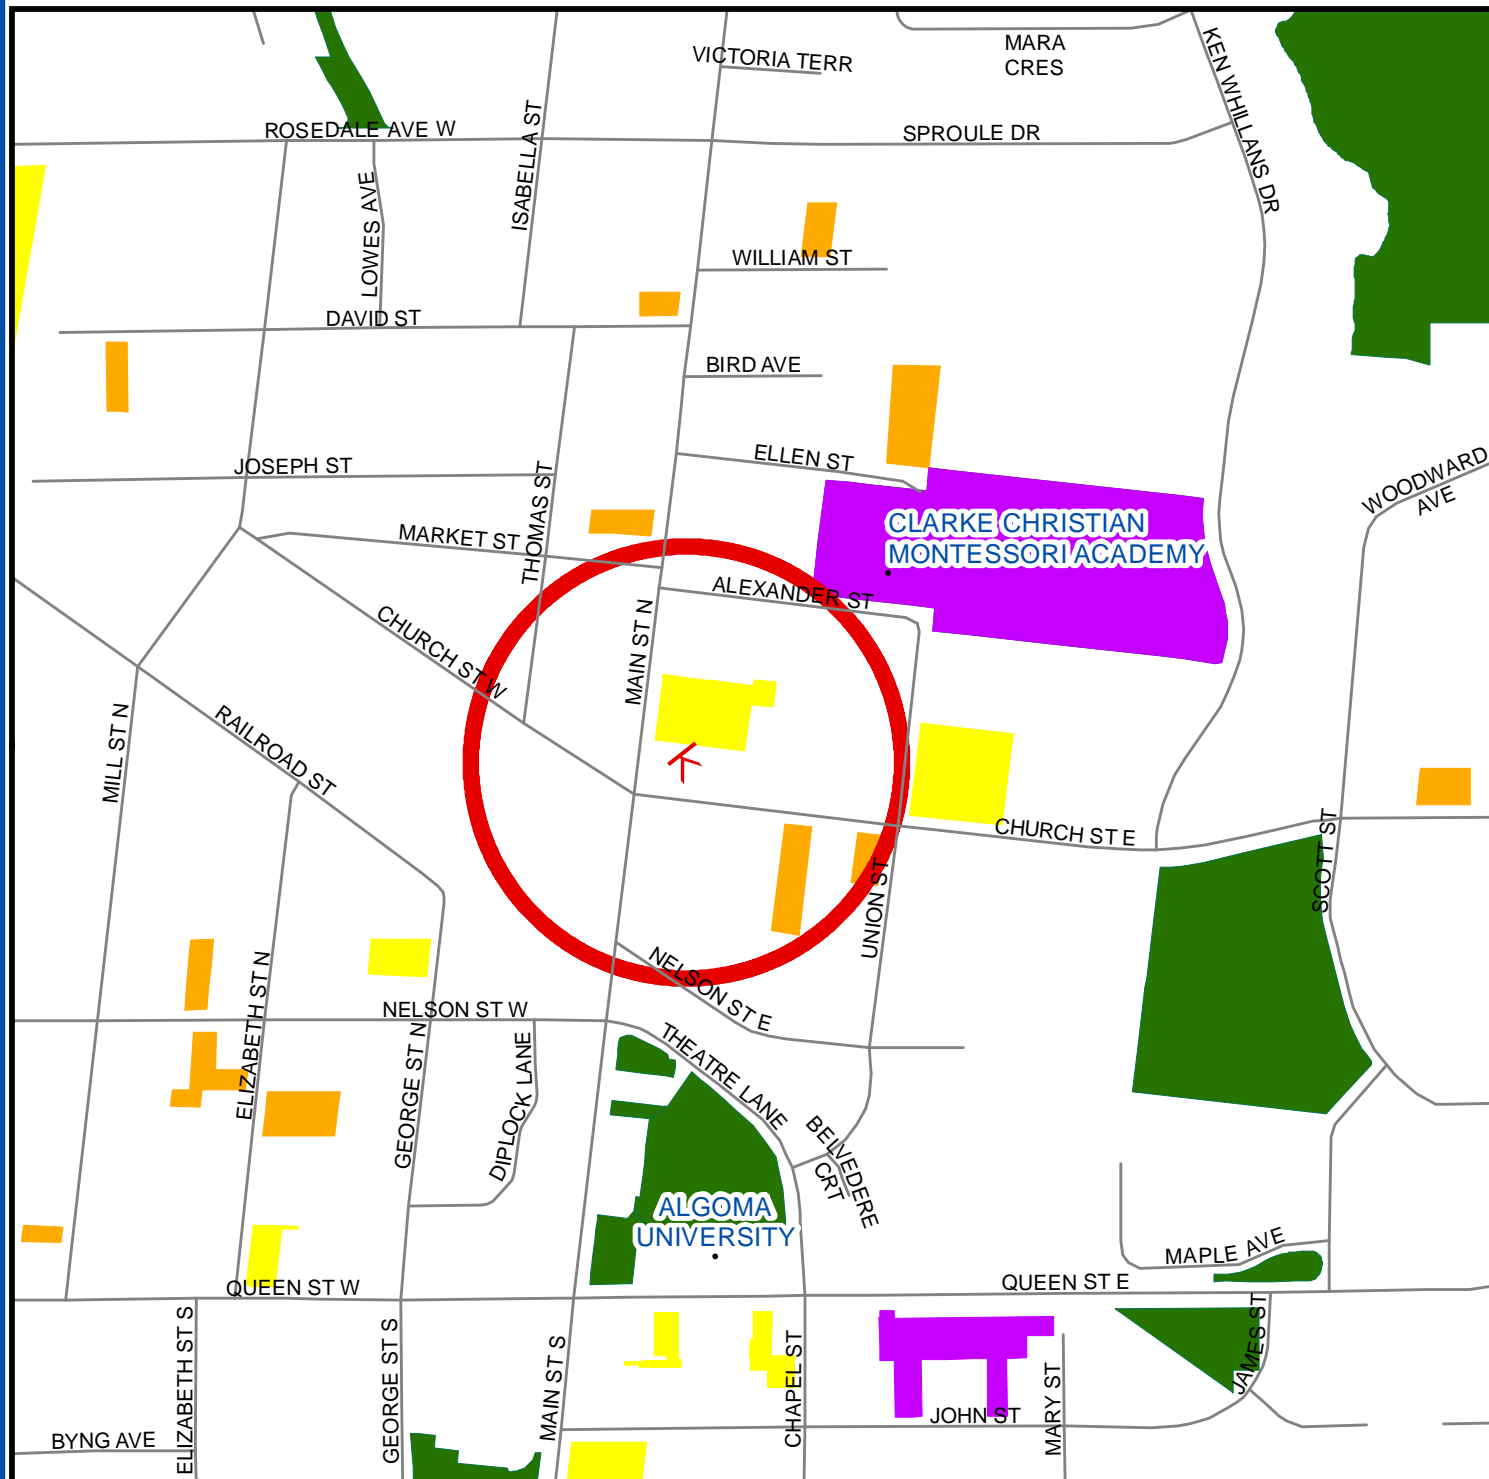 VICTORIA TERR
MARA
CRES
KEN WHILLANS DR
ROSEDALE AVE W
ISABELLA ST
SPROULE DR
LOWES AVE
WILLIAM ST
DAVID ST
BIRD AVE
ELLEN ST
JOSEPH ST
WOODWARD
AVE
THOMAS ST
MARKET ST
CLARKE CHRISTIAN
MONTESSORI ACADEMY
ALEXANDER ST
CHURCH ST W
MAIN ST N
MILL ST N
RAILROAD ST
CHURCH ST E
SCOTT ST
UNION ST
NELSON ST E
ELIZABETH ST N
NELSON ST W
GEORGE ST N
DIPLOCK LANE
THEATRE LANE
BELVEDERE
CRT
ALGOMA
UNIVERSITY
MAPLE AVE
QUEEN ST W
QUEEN ST E
ELIZABETH ST S
GEORGE ST S
MAIN ST S
CHAPEL ST
MARY ST
JAMES ST
JOHN ST
BYNG AVE